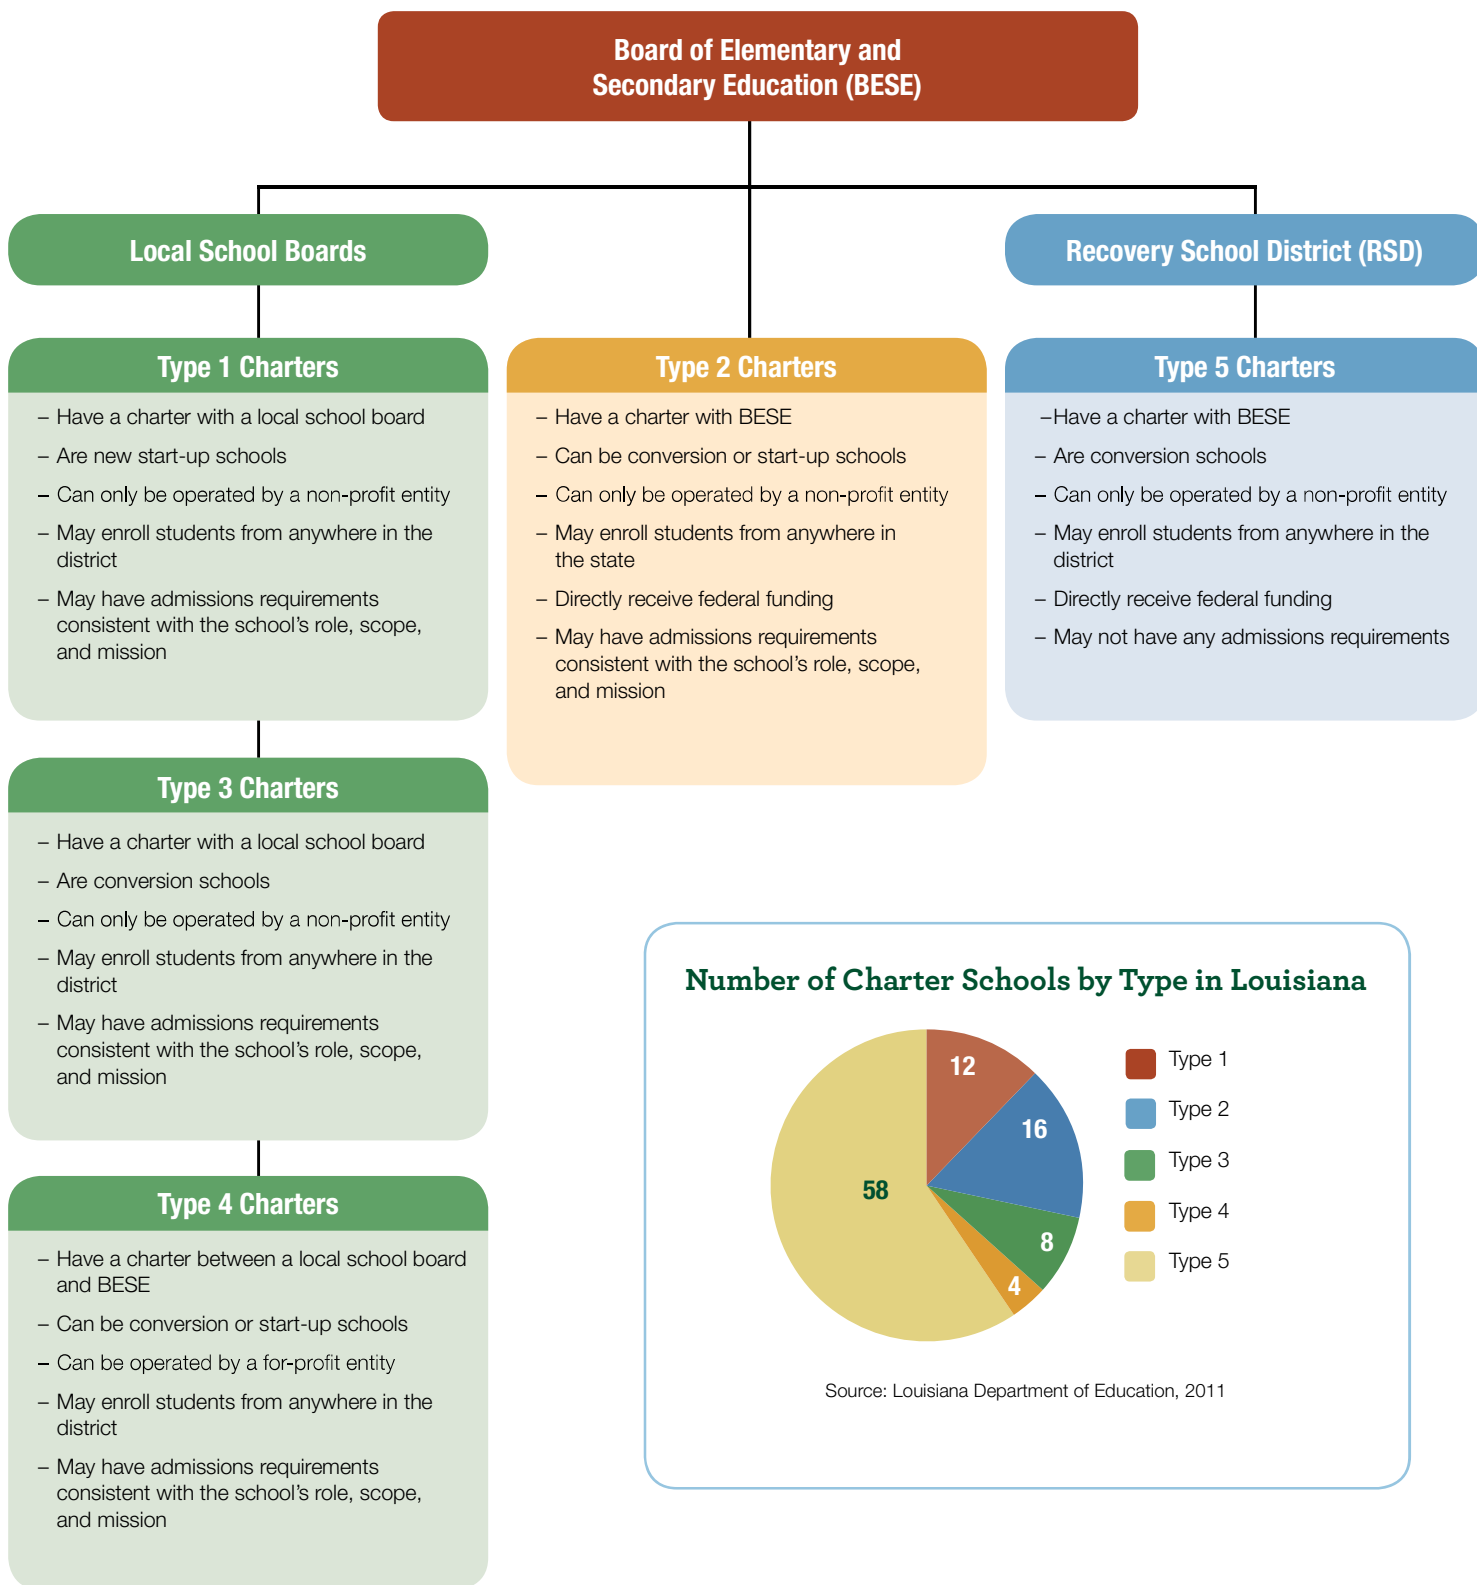 Board of Elementary and
Secondary Education (BESE)
Local School Boards
Recovery School District (RSD)
Type 1 Charters
– Have a charter with a local school board
– Are new start-up schools
– Can only be operated by a non-profit entity
– May enroll students from anywhere in the
district
– May have admissions requirements
consistent with the school’s role, scope,
and mission
Type 2 Charters
– Have a charter with BESE
– Can be conversion or start-up schools
– Can only be operated by a non-profit entity
– May enroll students from anywhere in
the state
– Directly receive federal funding
– May have admissions requirements
consistent with the school’s role, scope,
and mission
Type 5 Charters
–Have a charter with BESE
– Are conversion schools
– Can only be operated by a non-profit entity
– May enroll students from anywhere in the
district
– Directly receive federal funding
– May not have any admissions requirements
Type 3 Charters
– Have a charter with a local school board
– Are conversion schools
– Can only be operated by a non-profit entity
– May enroll students from anywhere in the
district
– May have admissions requirements
consistent with the school’s role, scope,
and mission
Type 4 Charters
– Have a charter between a local school board
and BESE
– Can be conversion or start-up schools
– Can be operated by a for-profit entity
– May enroll students from anywhere in the
district
– May have admissions requirements
consistent with the school’s role, scope,
and mission
Number of Charter Schools by Type in Louisiana
12
16
8
4
58
Type 1
Type 2
Type 3
Type 4
Type 5
Source: Louisiana Department of Education, 2011